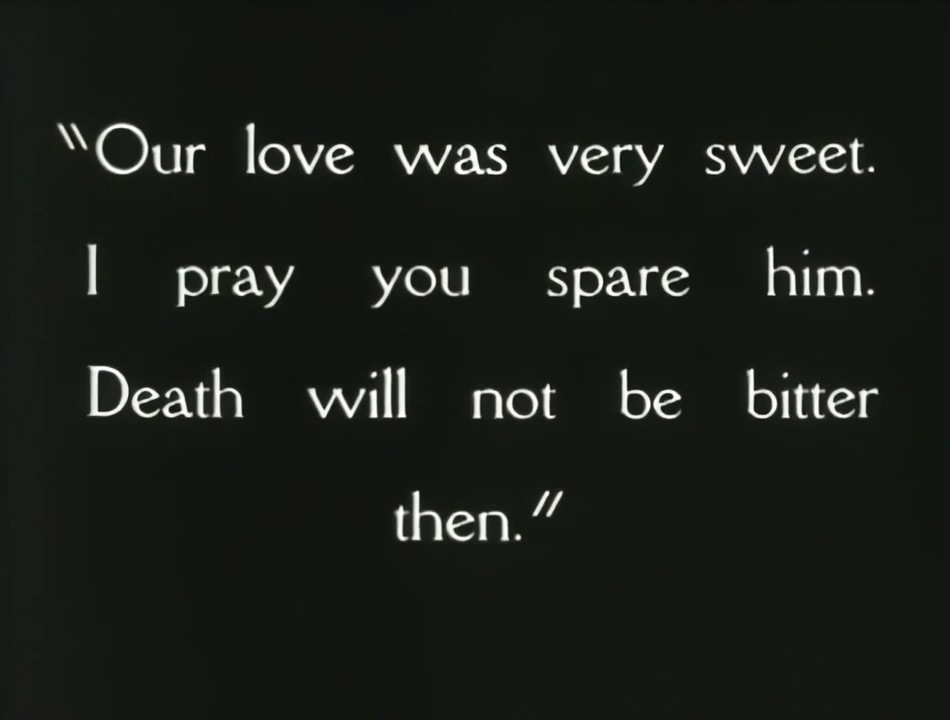 "Our love was very sweet.
I pray you spare him.
Death will not be bitter
then."